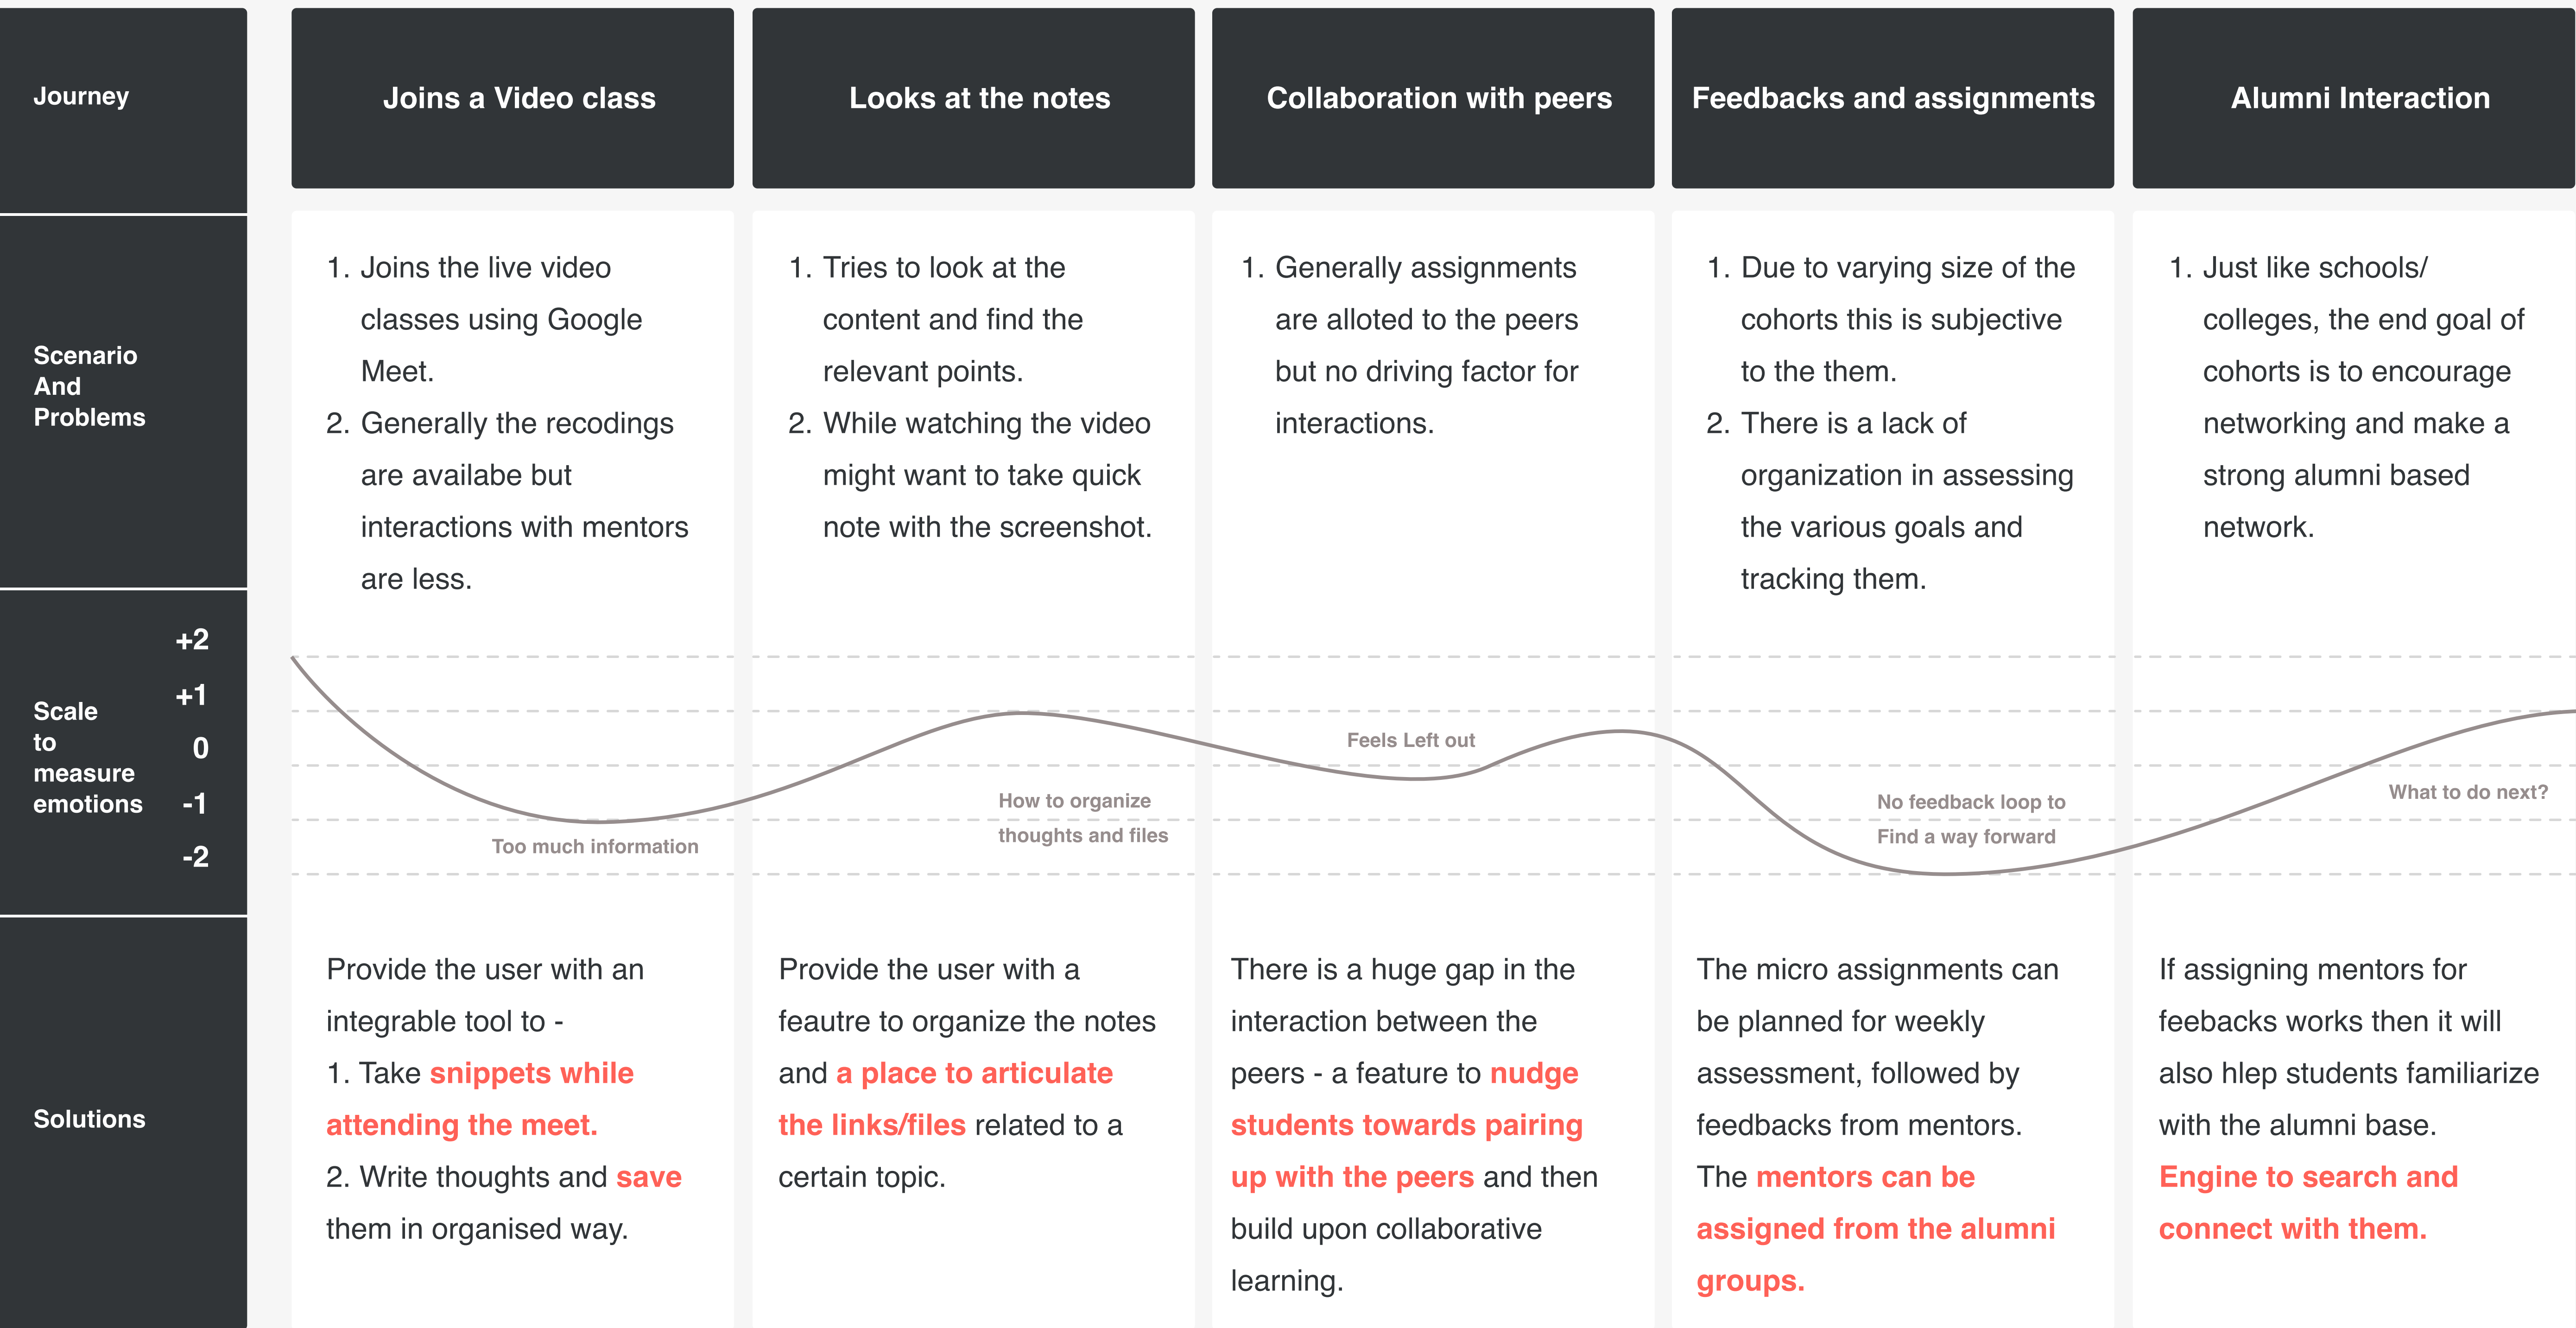 Journey
Joins a Video class
Looks at the notes
Collaboration with peers
Feedbacks and assignments
Alumni Interaction
Scenario
And
Problems
1. Joins the live video
classes using Google
Meet.
2. Generally the recodings
are availabe but
interactions with mentors
are less.
1. Tries to look at the
content and find the
relevant points.
2. While watching the video
might want to take quick
note with the screenshot.
1. Generally assignments
are alloted to the peers
but no driving factor for
interactions.
1. Due to varying size of the
cohorts this is subjective
to the them.
2. There is a lack of
organization in assessing
the various goals and
tracking them.
1. Just like schools/
colleges, the end goal of
cohorts is to encourage
networking and make a
strong alumni based
network.
Scale
to
measure
emotions
+2
+1
0
-1
-2
Too much information
How to organize
thoughts and files
Feels Left out
No feedback loop to
Find a way forward
What to do next?
Solutions
Provide the user with an
integrable tool to -
1. Take snippets while
attending the meet.
2. Write thoughts and save
them in organised way.
Provide the user with a
feautre to organize the notes
and a place to articulate
the links/files related to a
certain topic.
There is a huge gap in the
interaction between the
peers - a feature to nudge
students towards pairing
up with the peers and then
build upon collaborative
learning.
The micro assignments can
be planned for weekly
assessment, followed by
feedbacks from mentors.
The mentors can be
assigned from the alumni
groups.
If assigning mentors for
feebacks works then it will
also hlep students familiarize
with the alumni base.
Engine to search and
connect with them.